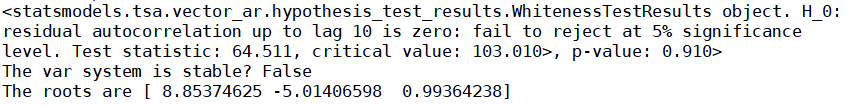 <statsmodels.tsa.vector_ar.hypothesis_test_results.WhitenessTestResults object. H_0:
residual autocorrelation up to lag 10 is zero: fail to reject at 5% significance
level. Test statistic: 64.511, critical value: 103.010>, p-value: 0.910>
The var system is stable? False
The roots are [ 8.85374625 -5.01406598  0.99364238]